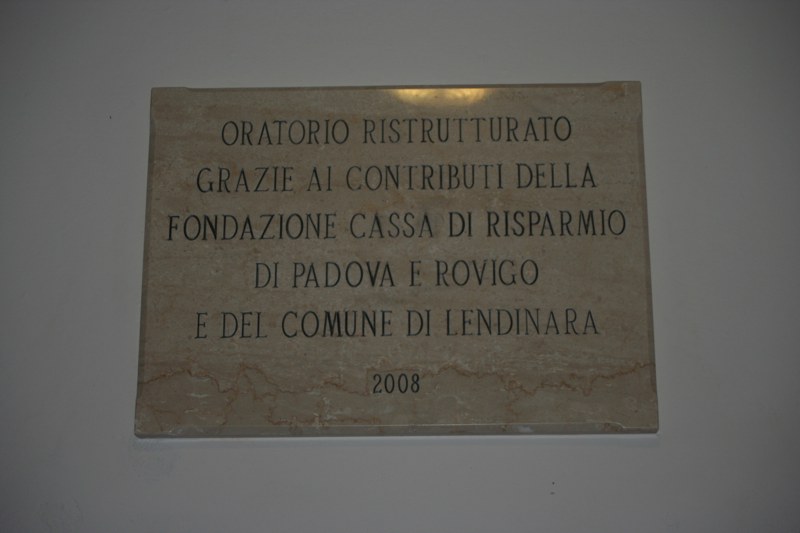 ORATORIO RISTRUTTURATO
GRAZIE AI CONTRIBUTI DELLA
FONDAZIONE CASSA DI RISPARMIO
DI PADOVA E ROVIGO
E DEL COMUNE DI LENDINARA
2008